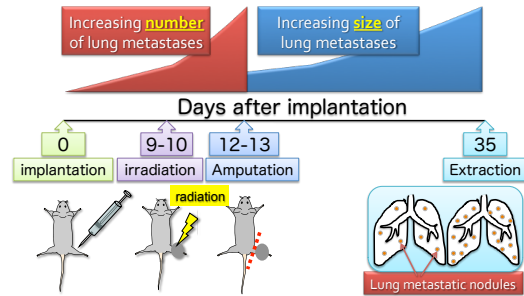 Increasing number
of lung metastases
Increasing size of
lung metastases
Days after implantation
0
9-10
12-13
35
implantation
irradiation
Amputation
Extraction
radiation
Lung metastatic nodules